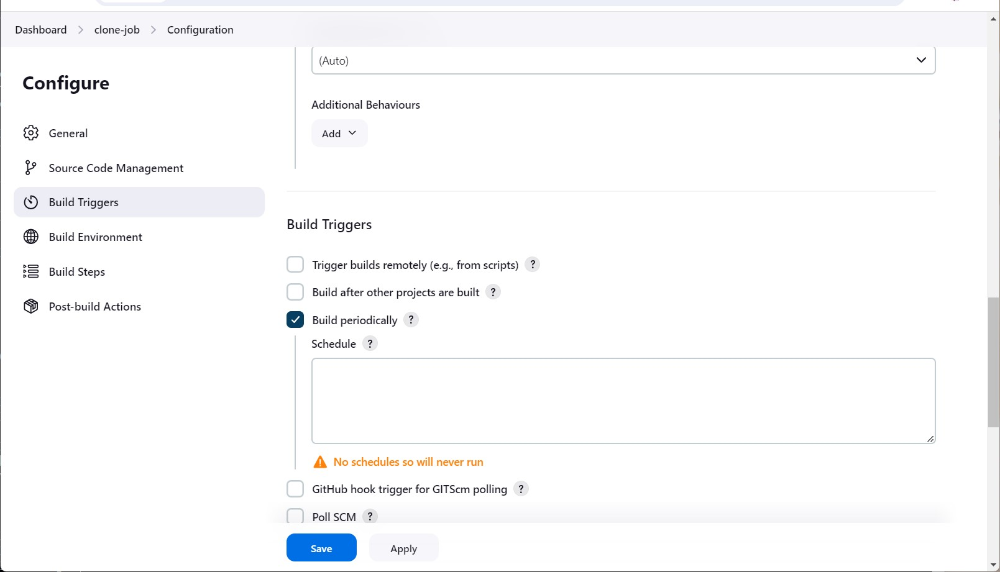 Dashboard > clone-job > Configuration
Configure
General
Source Code Management
Build Triggers
Build Environment
Build Steps
Post-build Actions
(Auto)
Additional Behaviours
Add
Build Triggers
Trigger builds remotely (e.g., from scripts) ?
Build after other projects are built ?
Build periodically ?
Schedule ?
No schedules so will never run
GitHub hook trigger for GITScm polling ?
Poll SCM ?
Save Apply